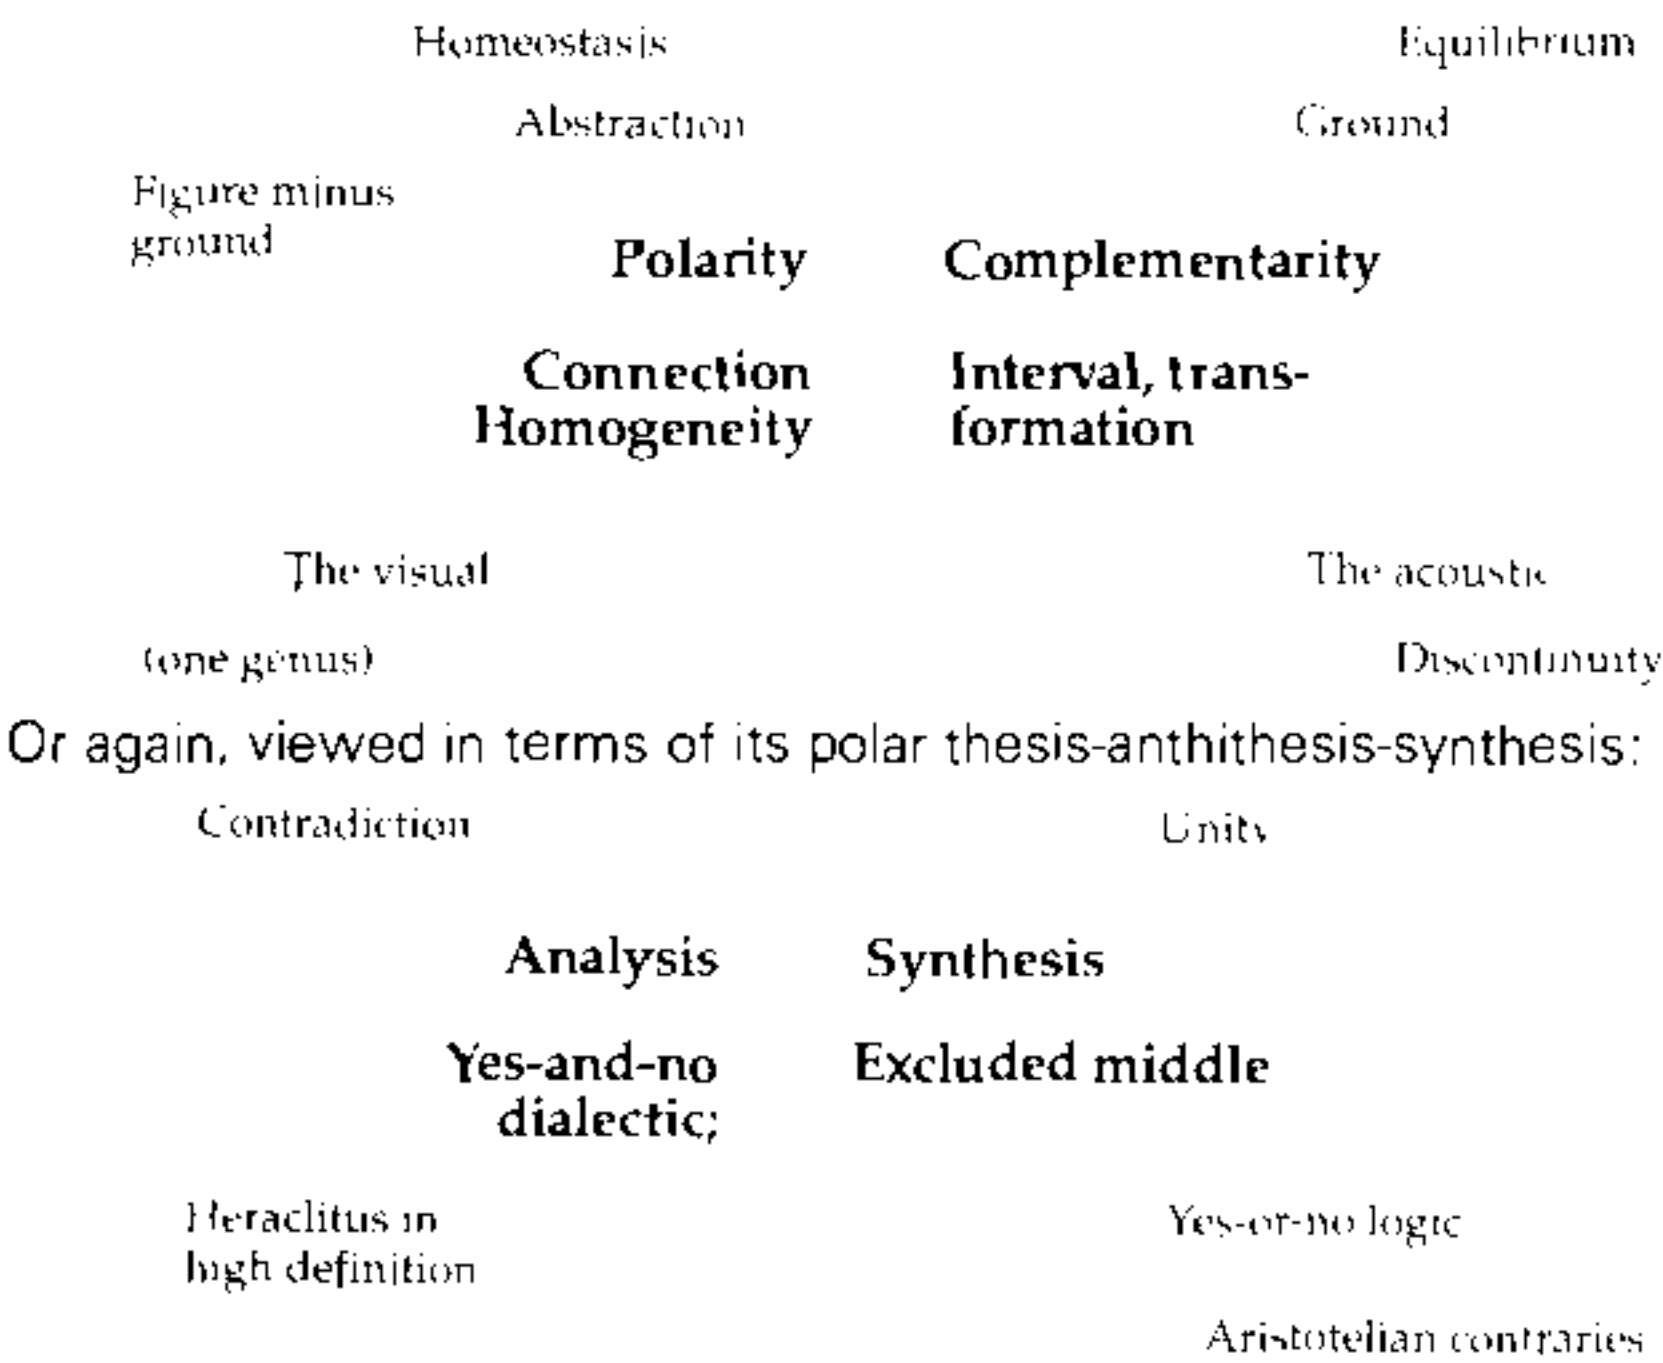 Homeostasis Equilibrium
Abstraction Ground
Figure minus
ground
Polarity Complementarity
Connection Interval, trans-
Homogeneity formation
The visual The acoustic
(one genus) Discontinuity
Or again, viewed in terms of its polar thesis-anthithesis-synthesis:
Contradiction Unity
Analysis Synthesis
Yes-and-no Excluded middle
dialectic;
Heraclitus in Yes-or-no logic
high definition
Aristotelian contraries